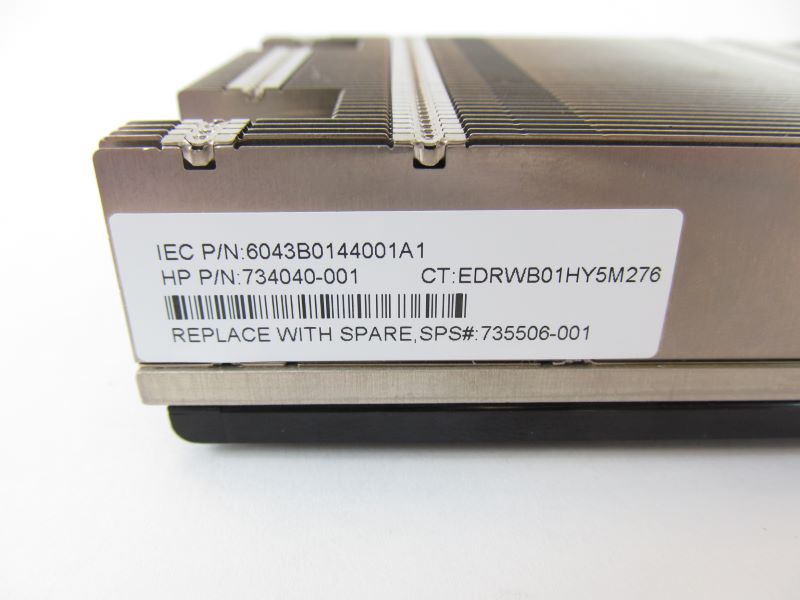 IEC P/N:6043B0144001A1
HP P/N:734040-001 CT:EDRWB01HY5M276
REPLACE WITH SPARE,SPS#:735506-001